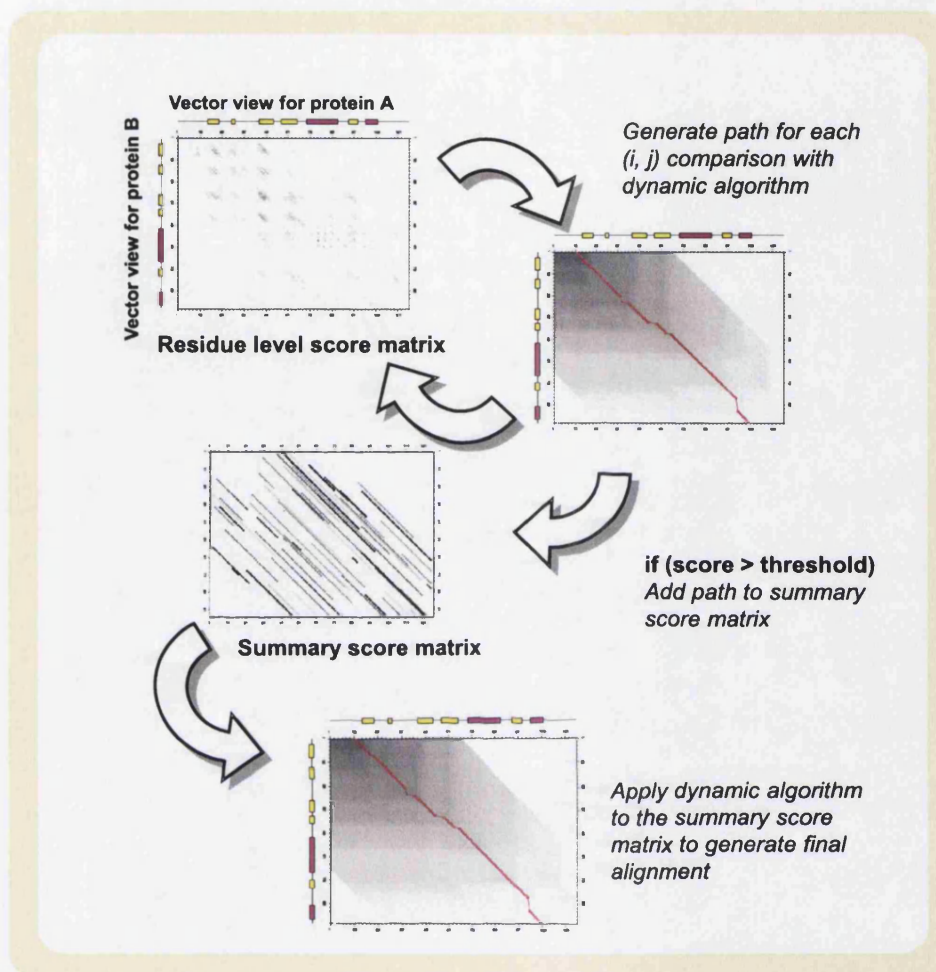 Vector view for protein A
Vector view for protein B
Generate path for each
(i, j) comparison with
dynamic algorithm
Residue level score matrix
if (score > threshold)
Add path to summary
score matrix
Summary score matrix
Apply dynamic algorithm
to the summary score
matrix to generate final
alignment